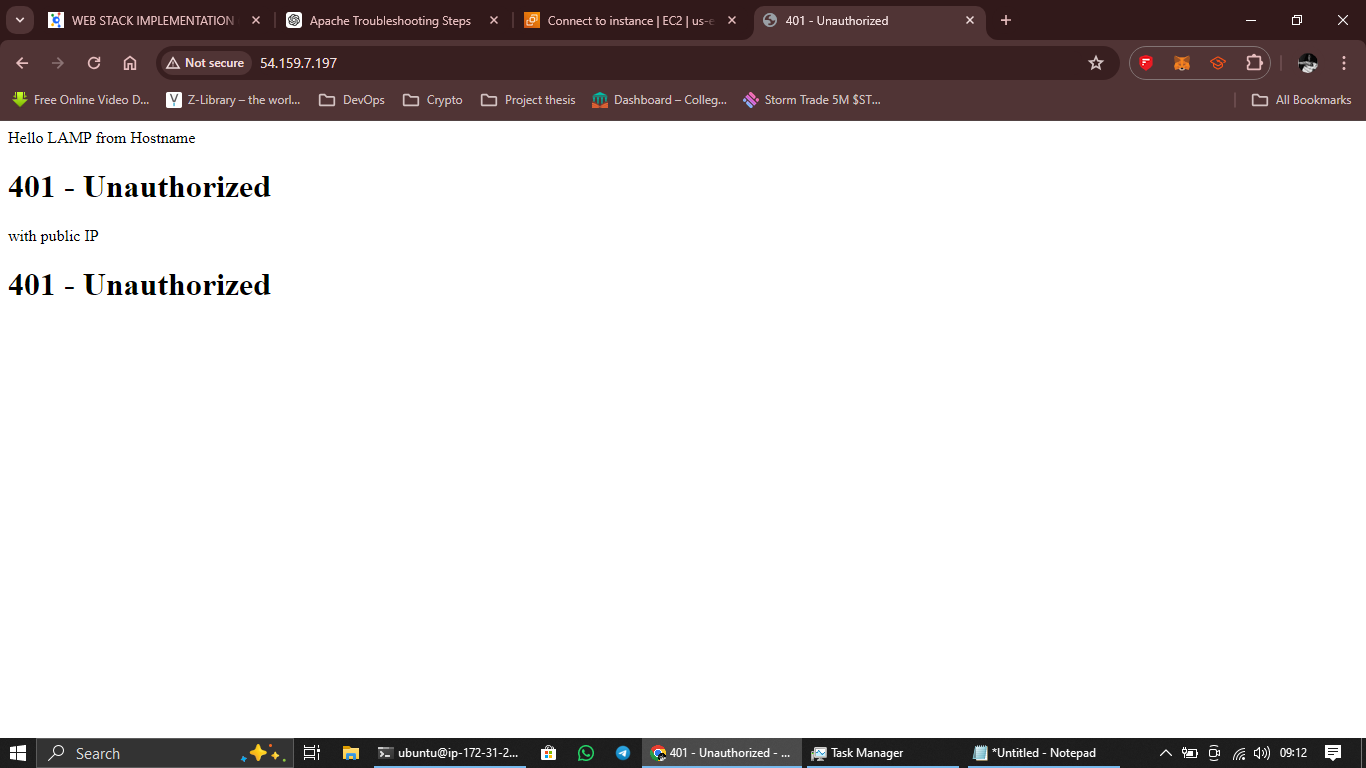 WEB STACK IMPLEMENTATION
Apache Troubleshooting Steps
Connect to instance | EC2 | us-e
401 - Unauthorized
Not secure
54.159.7.197
Free Online Video D...
Z-Library – the worl...
DevOps
Crypto
Project thesis
Dashboard – Colleg...
Storm Trade 5M $ST...
All Bookmarks
Hello LAMP from Hostname
401 - Unauthorized
with public IP
401 - Unauthorized
Search
ubuntu@ip-172-31-2...
401 - Unauthorized - ...
Task Manager
*Untitled - Notepad
09:12